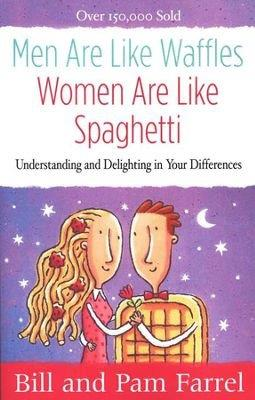 Over 150,000 Sold
Men Are Like Waffles
Women Are Like
Spaghetti
Understanding and Delighting in Your Differences
Bill and Pam Farrel